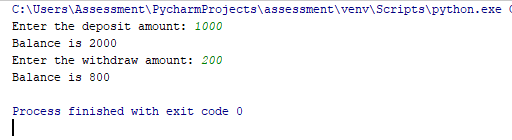 C:\Users\Assessment\PycharmProjects\assessment\venv\Scripts\python.exe
Enter the deposit amount: 1000
Balance is 2000
Enter the withdraw amount: 200
Balance is 800
Process finished with exit code 0